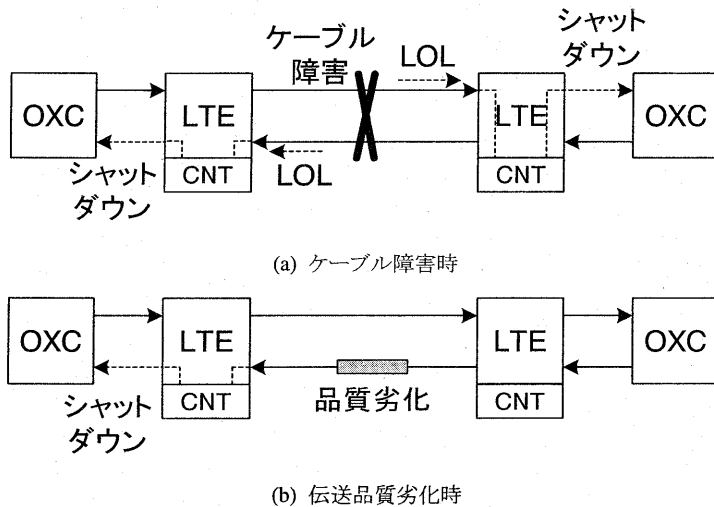 ケーブル
障害
LOL
シャット
ダウン
OXC
LTE
LTE
OXC
シャット
ダウン
CNT
LOL
CNT
(a) ケーブル障害時
OXC
LTE
LTE
OXC
シャット
ダウン
CNT
品質劣化
CNT
(b) 伝送品質劣化時